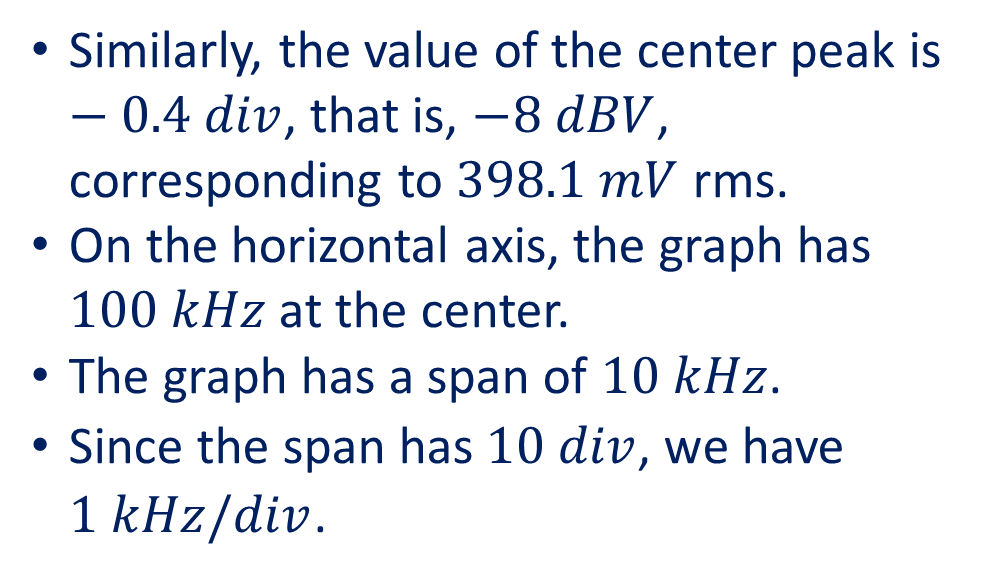 • Similarly, the value of the center peak is
− 0.4 div, that is, −8 dBV,
corresponding to 398.1 mV rms.
• On the horizontal axis, the graph has
100 kHz at the center.
• The graph has a span of 10 kHz.
• Since the span has 10 div, we have
1 kHz/div.